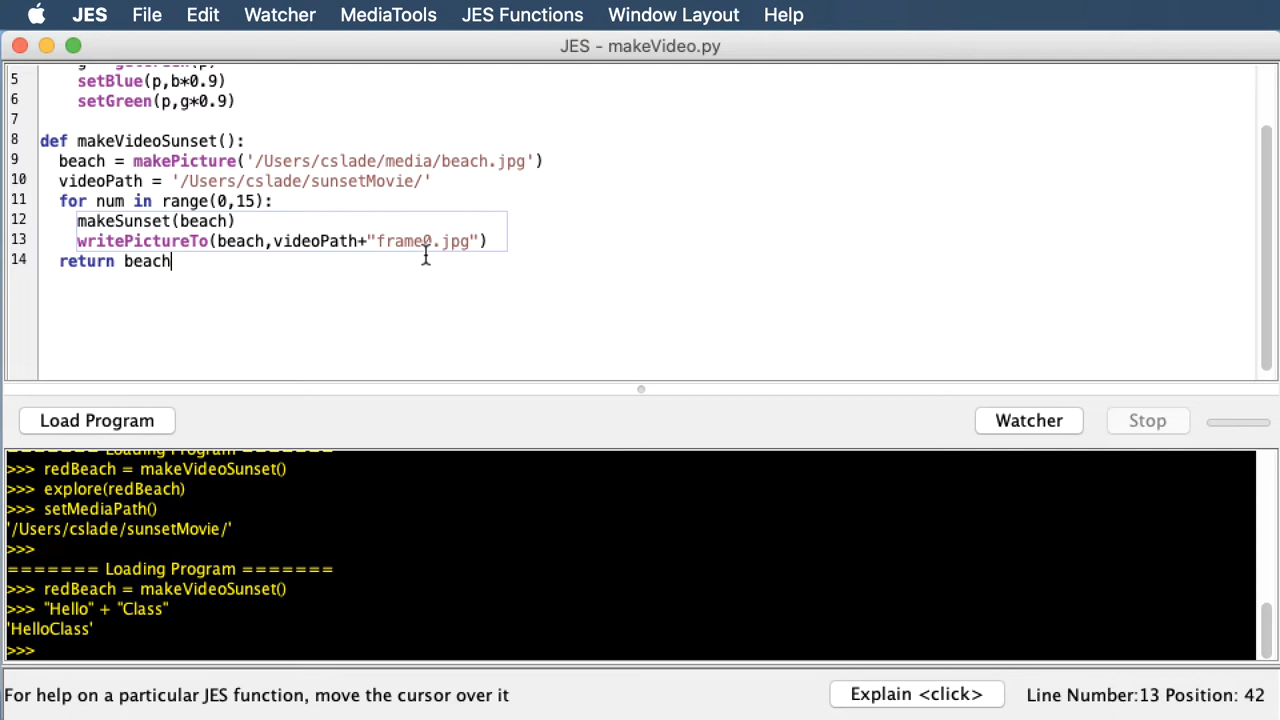 JES File Edit Watcher MediaTools JES Functions Window Layout Help
JES - makeVideo.py
5 setBlue(p,b*0.9)
6 setGreen(p,g*0.9)
7
8 def makeVideoSunset():
9 beach = makePicture('/Users/cslade/media/beach.jpg')
10 videoPath = '/Users/cslade/sunsetMovie/'
11 for num in range(0,15):
12 makeSunset(beach)
13 writePictureTo(beach,videoPath+"frame0.jpg")
14 return beach
Load Program Watcher Stop
======= Loading Program =======
>>> redBeach = makeVideoSunset()
>>> explore(redBeach)
>>> setMediaPath()
'/Users/cslade/sunsetMovie/'
>>>
======= Loading Program =======
>>> redBeach = makeVideoSunset()
>>> "Hello" + "Class"
'HelloClass'
>>>
For help on a particular JES function, move the cursor over it Explain <click> Line Number:13 Position: 42